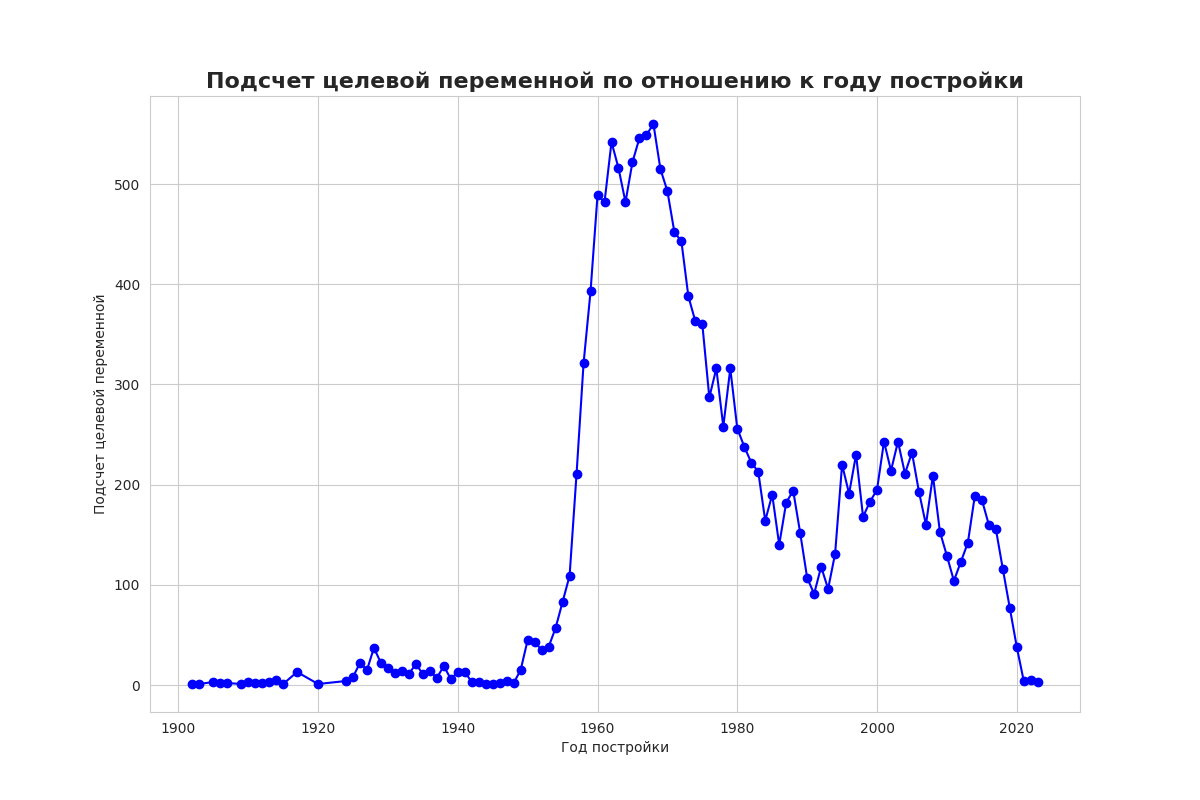 Подсчет целевой переменной по отношению к году постройки
Подсчет целевой переменной
500
400
300
200
100
0
1900 1920 1940 1960 1980 2000 2020
Год постройки